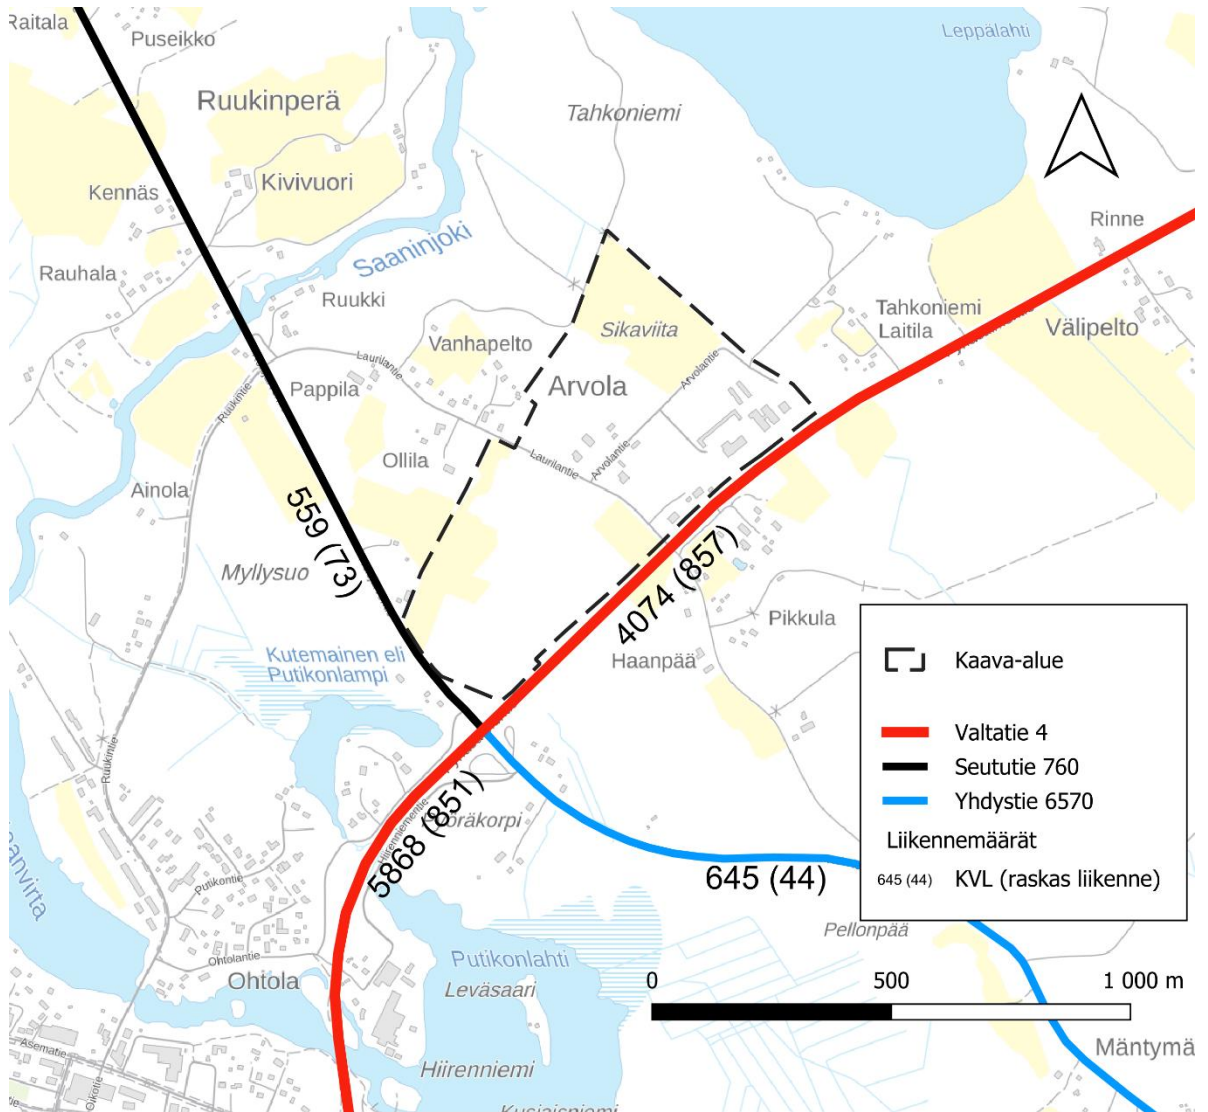 Raitala
Puseikko
Leppälahti
Ruukinperä
Tahkoniemi
Kivivuori
Kennäs
Rinne
Saaninjoki
Rauhala
Ruukki
Tahkoniemi
Laitila
Välipelto
Sikaviita
Vanhapelto
Laurilantie
Arvolantie
Pappila
Arvola
Ruukintie
Ollila
Laurilantie
Arvolantie
Ainola
559 (73)
Myllysuo
4074 (857)
Pikkula
Kutemainen eli
Putikonlampi
Haanpää
Kaava-alue
Valtatie 4
Seututie 760
Yhdystie 6570
Liikennemäärät
645 (44) KVL (raskas liikenne)
Ruukintie
Hiirenniementie
5868 (851)
645 (44)
Putikontie
Pellonpää
Ohtolantie
Ohtola
Putikonlahti
Leväsaari
0 500 1 000 m
Asematie
Oikotie
Hiirenniemi
Mäntymä